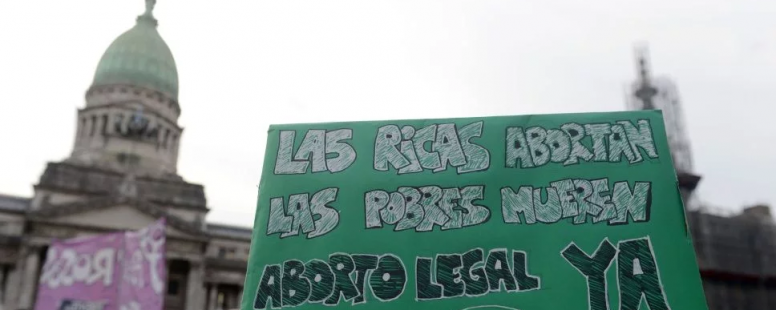 LAS RICAS ABORTAN
LAS POBRES MUEREN
ABORTO LEGAL YA